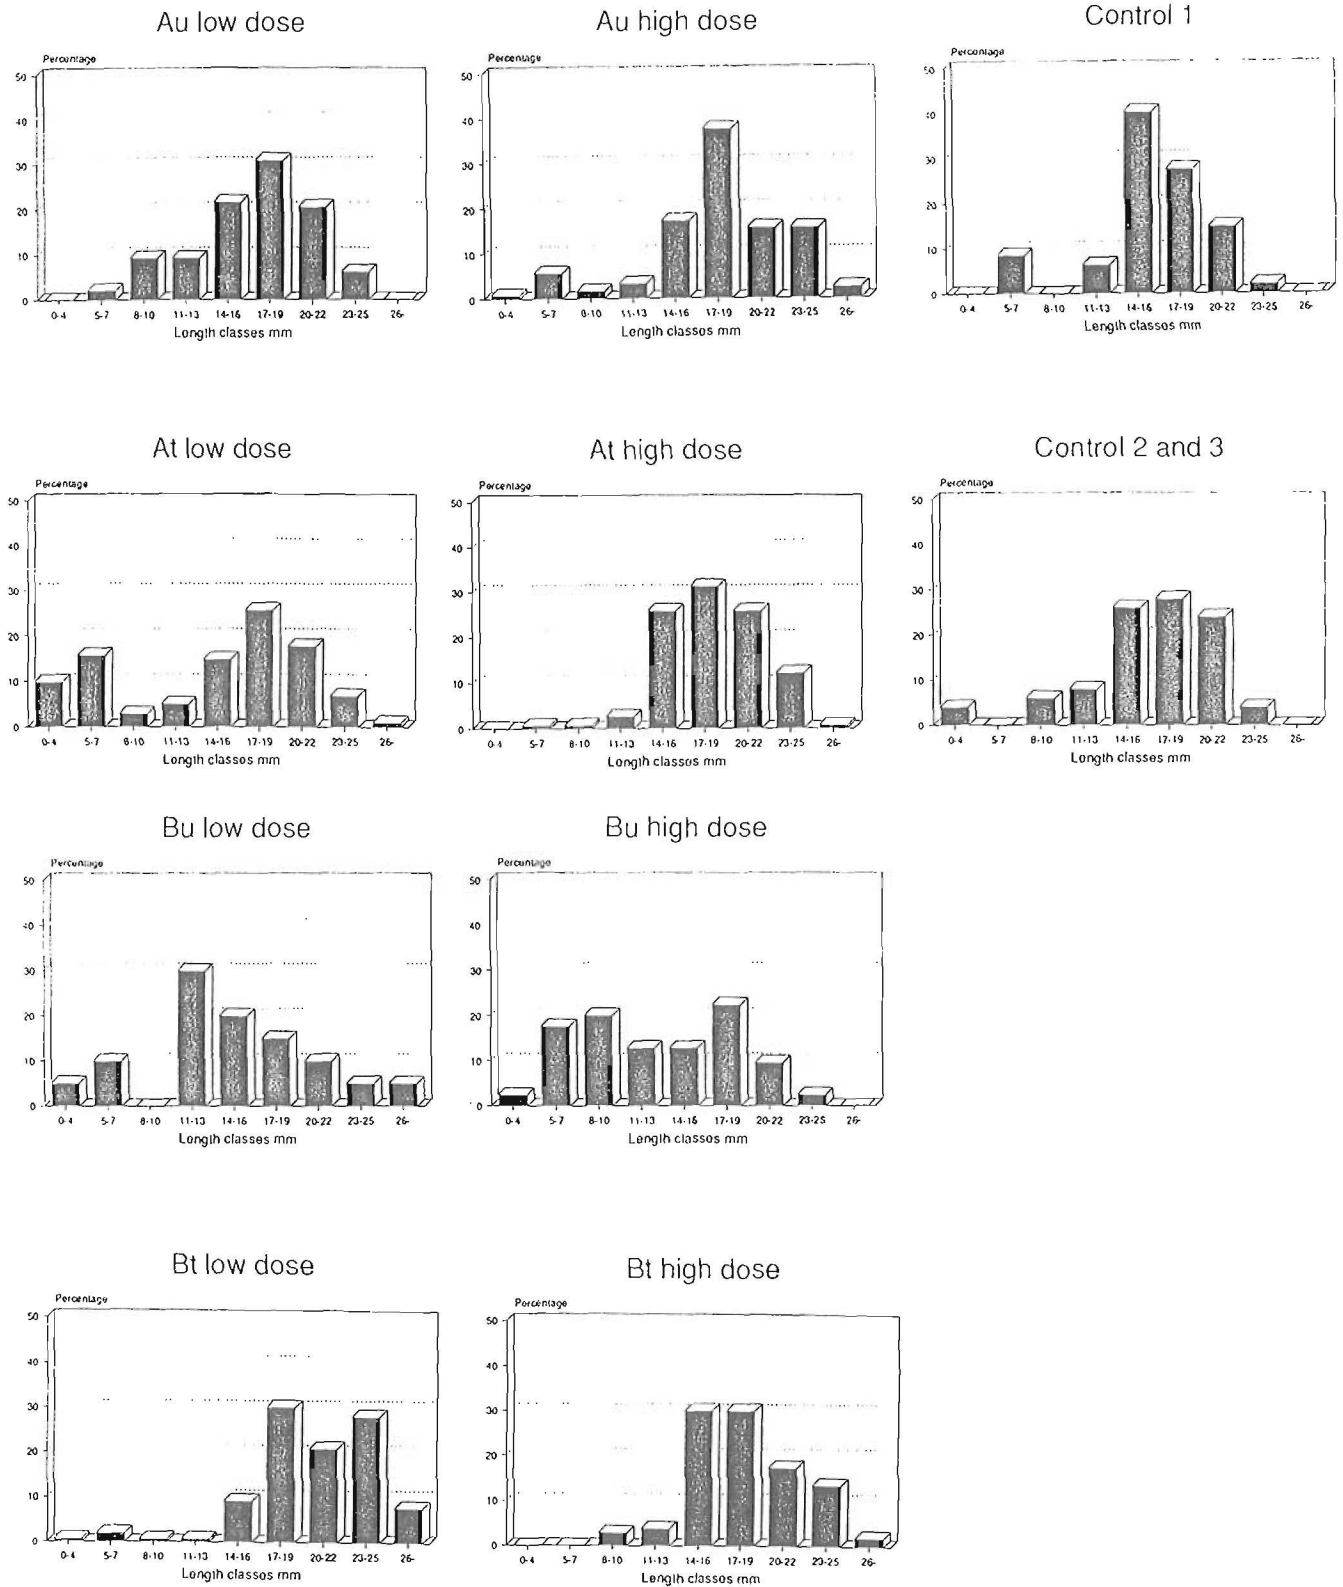 Au low dose
Percentage
50
40
30
20
10
0
0-4 5-7 8-10 11-13 14-16 17-19 20-22 23-25 26-
Length classes mm
Au high dose
Percentage
50
40
30
20
10
0
0-4 5-7 8-10 11-13 14-16 17-19 20-22 23-25 26-
Length classes mm
Control 1
Percentage
50
40
30
20
10
0
0-4 5-7 8-10 11-13 14-16 17-19 20-22 23-25 26-
Length classes mm
At low dose
Percentage
50
40
30
20
10
0
0-4 5-7 8-10 11-13 14-16 17-19 20-22 23-25 26-
Length classes mm
At high dose
Percentage
50
40
30
20
10
0
0-4 5-7 8-10 11-13 14-16 17-19 20-22 23-25 26-
Length classes mm
Control 2 and 3
Percentage
50
40
30
20
10
0
0-4 5-7 8-10 11-13 14-16 17-19 20-22 23-25 26-
Length classes mm
Bu low dose
Percentage
50
40
30
20
10
0
0-4 5-7 8-10 11-13 14-16 17-19 20-22 23-25 26-
Length classes mm
Bu high dose
Percentage
50
40
30
20
10
0
0-4 5-7 8-10 11-13 14-16 17-19 20-22 23-25 26-
Length classes mm
Bt low dose
Percentage
50
40
30
20
10
0
0-4 5-7 8-10 11-13 14-16 17-19 20-22 23-25 26-
Length classes mm
Bt high dose
Percentage
50
40
30
20
10
0
0-4 5-7 8-10 11-13 14-16 17-19 20-22 23-25 26-
Length classes mm